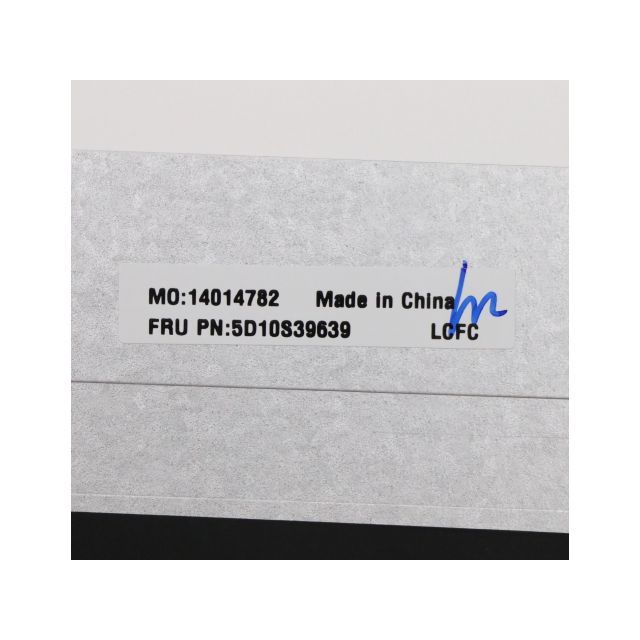 MO:14014782 Made in China
FRU PN:5D10S39639 LCFC